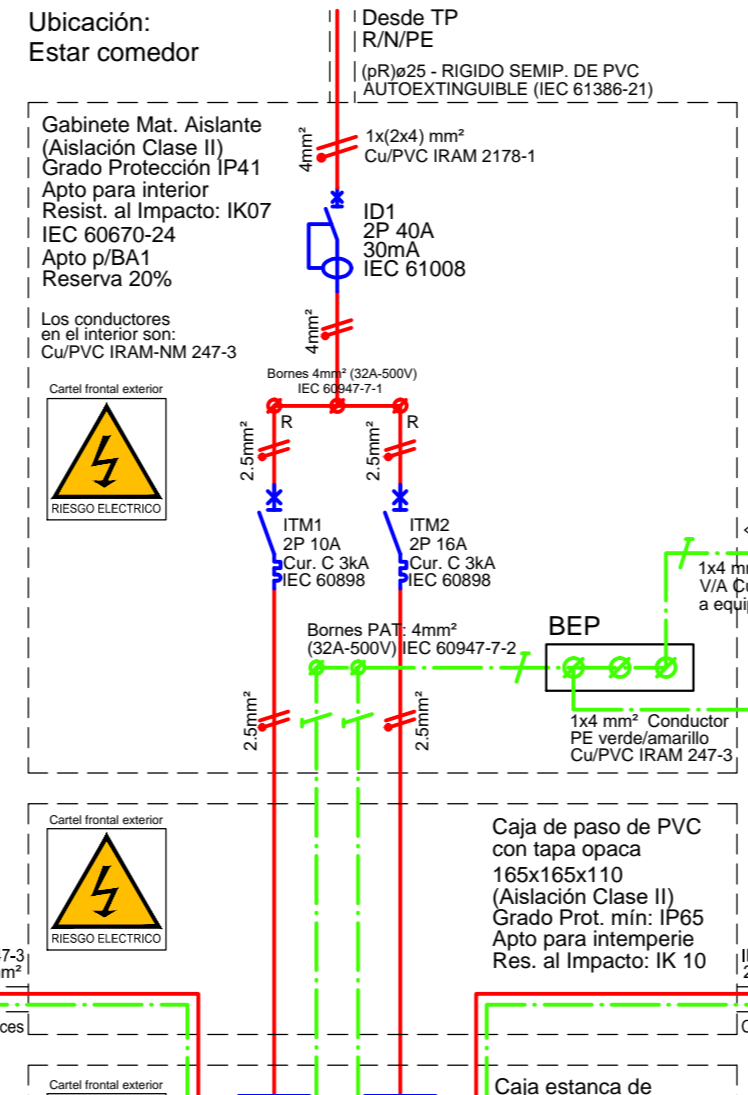 Ubicación:
Estar comedor
Desde TP
R/N/PE
(pR)ø25 - RIGIDO SEMIP. DE PVC
AUTOEXTINGUIBLE (IEC 61386-21)
Gabinete Mat. Aislante
(Aislación Clase II)
Grado Protección IP41
Apto para interior
Resist. al Impacto: IK07
IEC 60670-24
Apto p/BA1
Reserva 20%
Los conductores
en el interior son:
Cu/PVC IRAM-NM 247-3
4mm²
1x(2x4) mm²
Cu/PVC IRAM 2178-1
ID1
2P 40A
30mA
IEC 61008
4mm²
Bornes 4mm² (32A-500V)
IEC 60947-7-1
Cartel frontal exterior
RIESGO ELECTRICO
R
R
2.5mm²
2.5mm²
ITM1
2P 10A
Cur. C 3kA
IEC 60898
ITM2
2P 16A
Cur. C 3kA
IEC 60898
1x4 m
V/A C
a equi
Bornes PAT: 4mm²
(32A-500V) IEC 60947-7-2
BEP
2.5mm²
2.5mm²
1x4 mm² Conductor
PE verde/amarillo
Cu/PVC IRAM 247-3
Cartel frontal exterior
RIESGO ELECTRICO
Caja de paso de PVC
con tapa opaca
165x165x110
(Aislación Clase II)
Grado Prot. mín: IP65
Apto para intemperie
Res. al Impacto: IK 10
7-3
m²
ces
Cartel frontal exterior
Caja estanca de